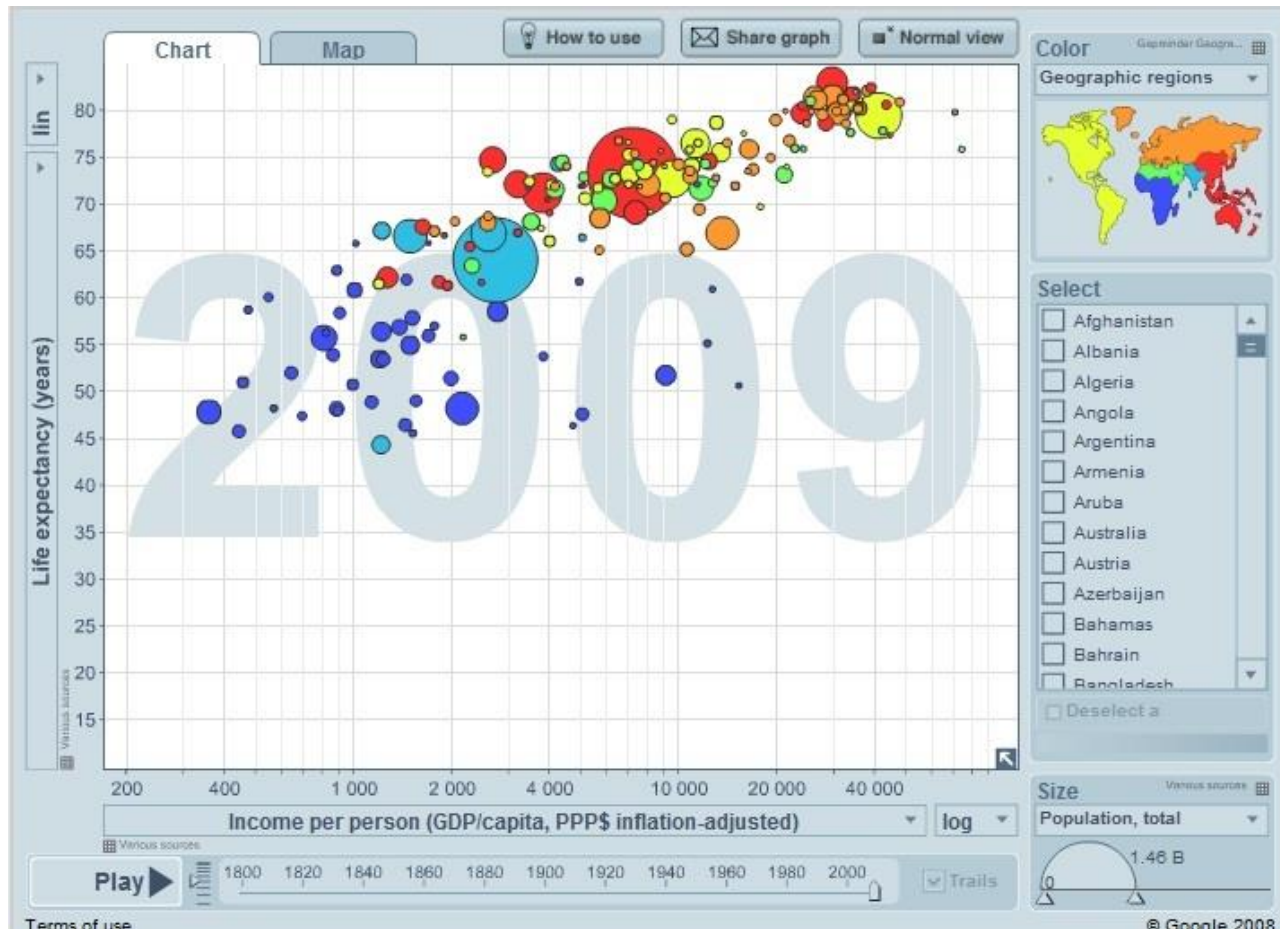 Chart
Map
How to use
Share graph
Normal view
Color
Gapminder Geogra...
Geographic regions
lin
Life expectancy (years)
Various sources
80
75
70
65
60
55
50
45
40
35
30
25
20
15
2009
200
400
1 000
2 000
4 000
10 000
20 000
40 000
Income per person (GDP/capita, PPP$ inflation-adjusted)
log
Various sources
Play
1800 1820 1840 1860 1880 1900 1920 1940 1960 1980 2000
Trails
Select
Afghanistan
Albania
Algeria
Angola
Argentina
Armenia
Aruba
Australia
Austria
Azerbaijan
Bahamas
Bahrain
Bangladesh
Deselect a
Size
Various sources
Population, total
1.46 B
0
Terms of use
© Google 2008